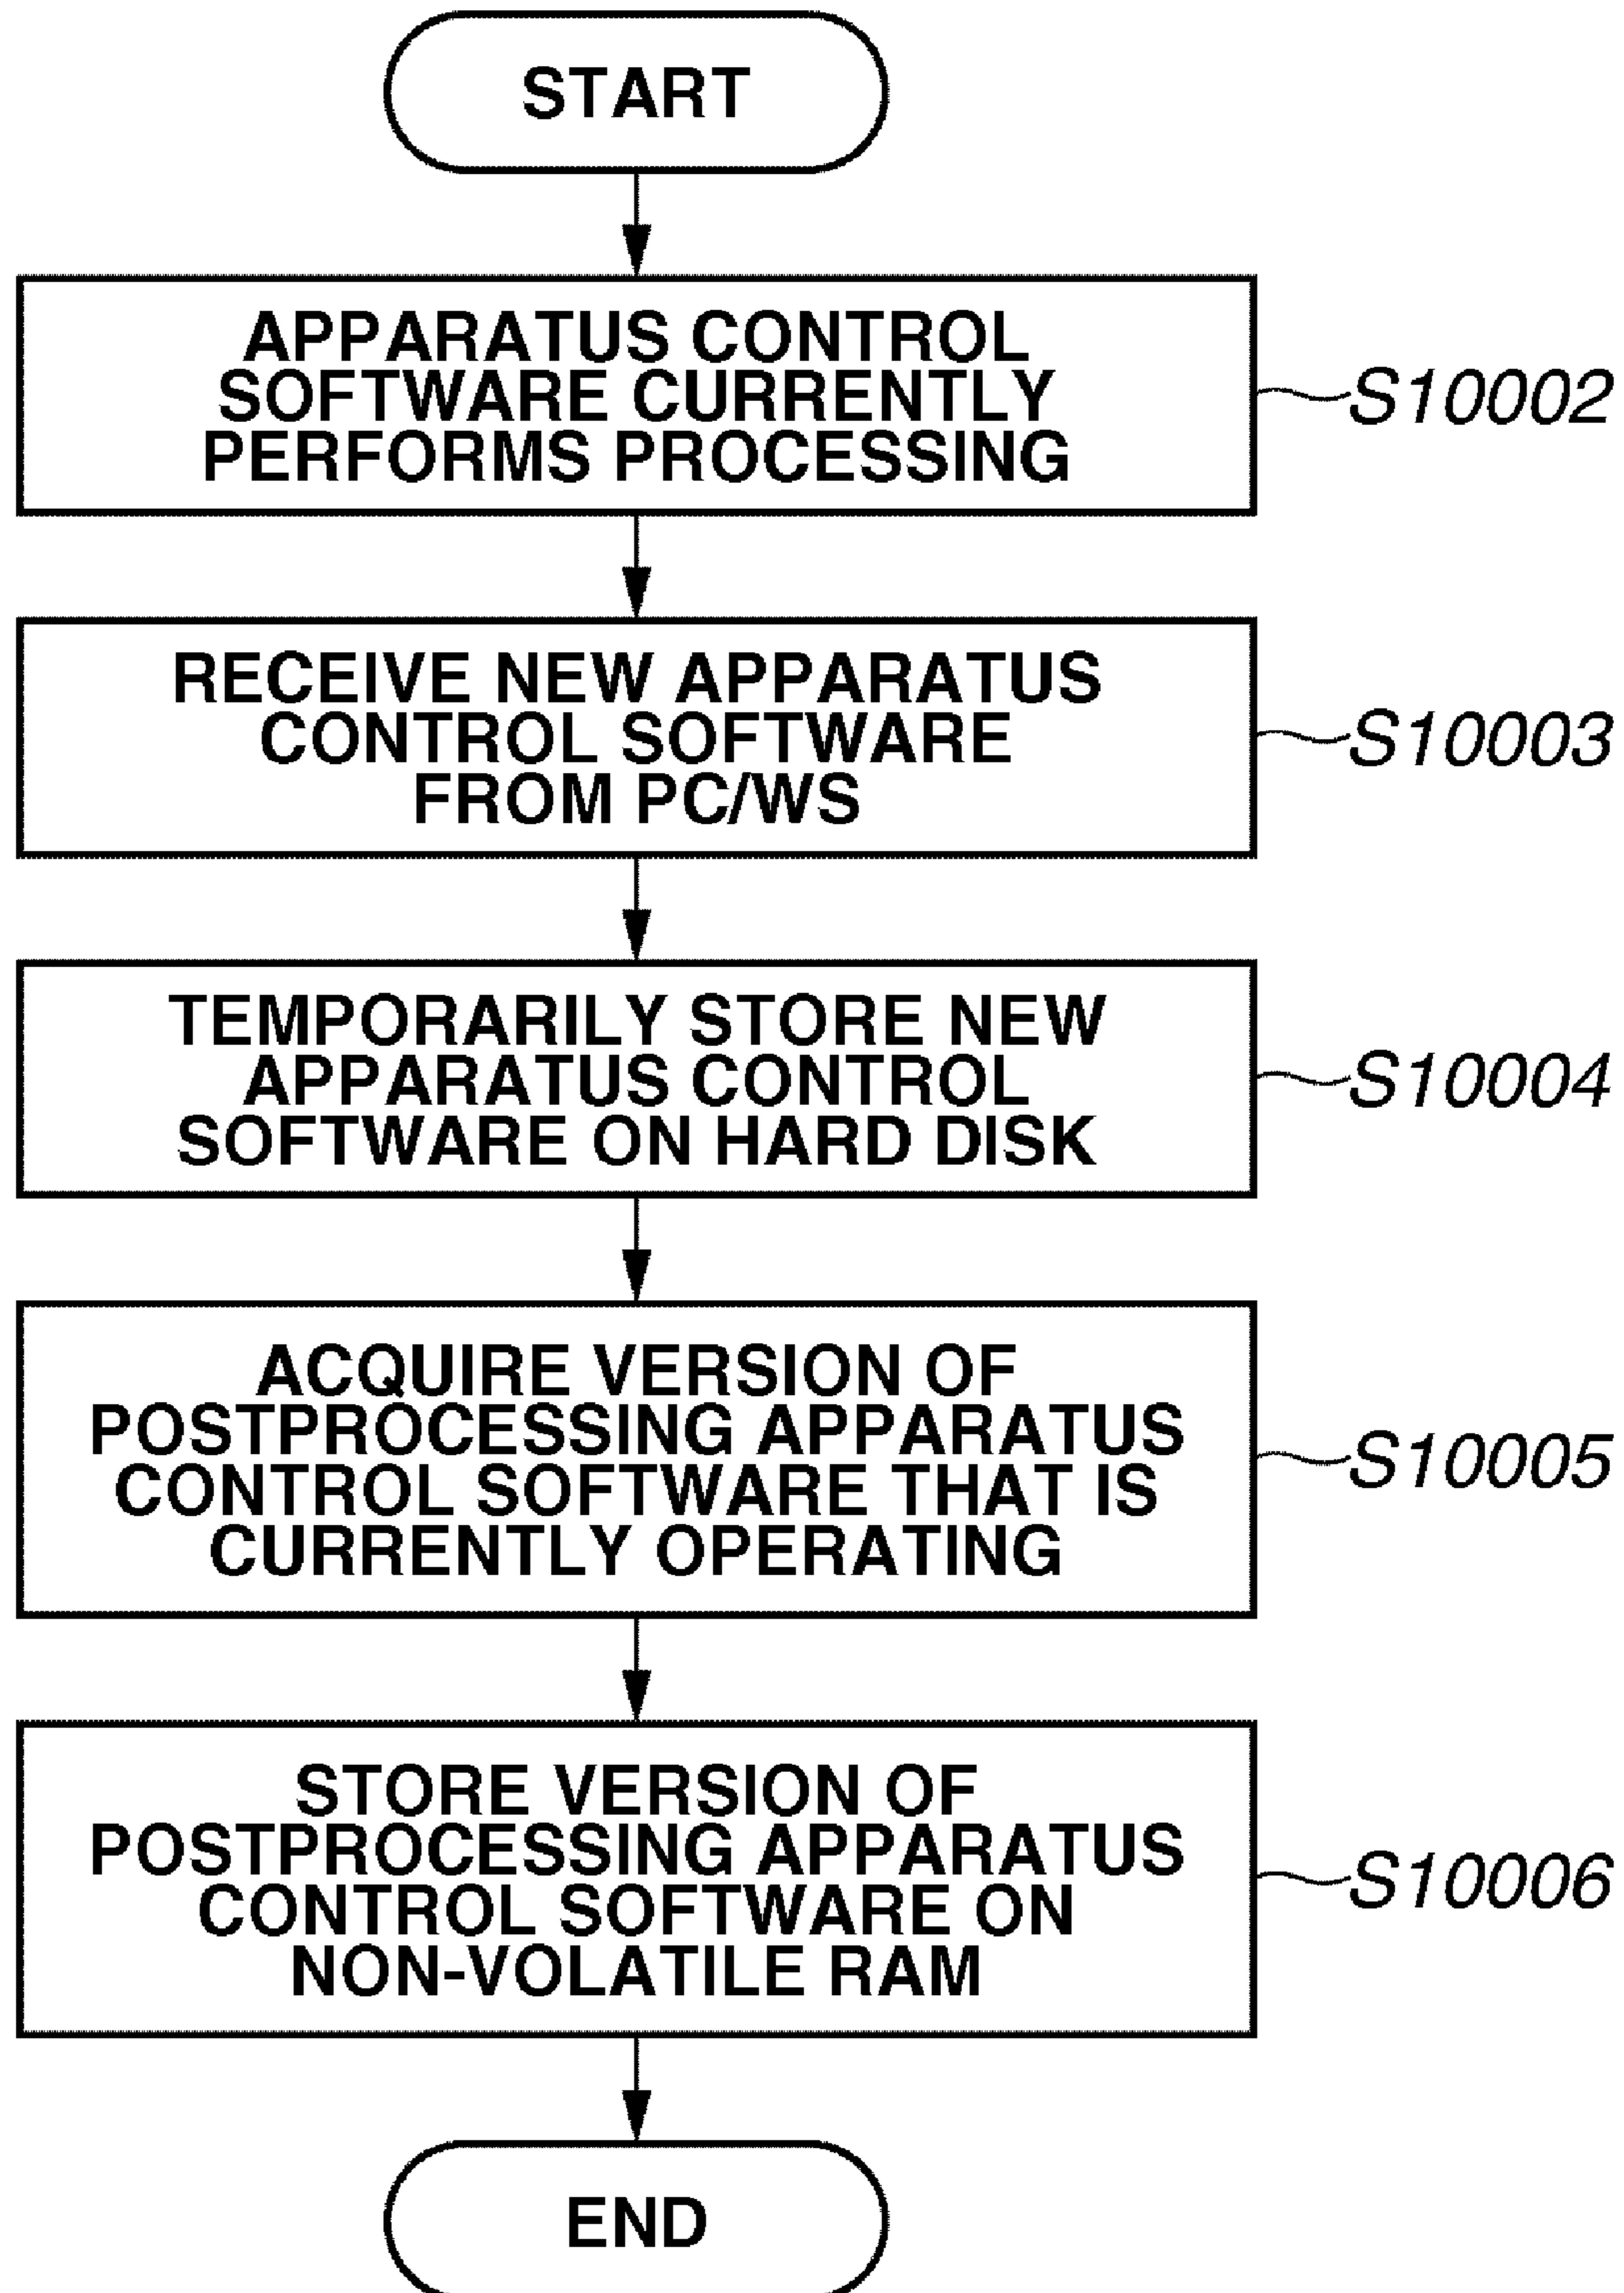 START
APPARATUS CONTROL
SOFTWARE CURRENTLY
PERFORMS PROCESSING
S10002
RECEIVE NEW APPARATUS
CONTROL SOFTWARE
FROM PC/WS
S10003
TEMPORARILY STORE NEW
APPARATUS CONTROL
SOFTWARE ON HARD DISK
S10004
ACQUIRE VERSION OF
POSTPROCESSING APPARATUS
CONTROL SOFTWARE THAT IS
CURRENTLY OPERATING
S10005
STORE VERSION OF
POSTPROCESSING APPARATUS
CONTROL SOFTWARE ON
NON-VOLATILE RAM
S10006
END